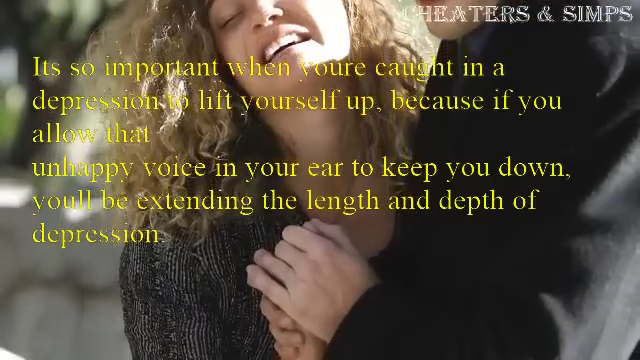 CHEATERS & SIMPS
Its so important when youre caught in a
depression to lift yourself up, because if you
allow that
unhappy voice in your ear to keep you down,
youll be extending the length and depth of
depression.